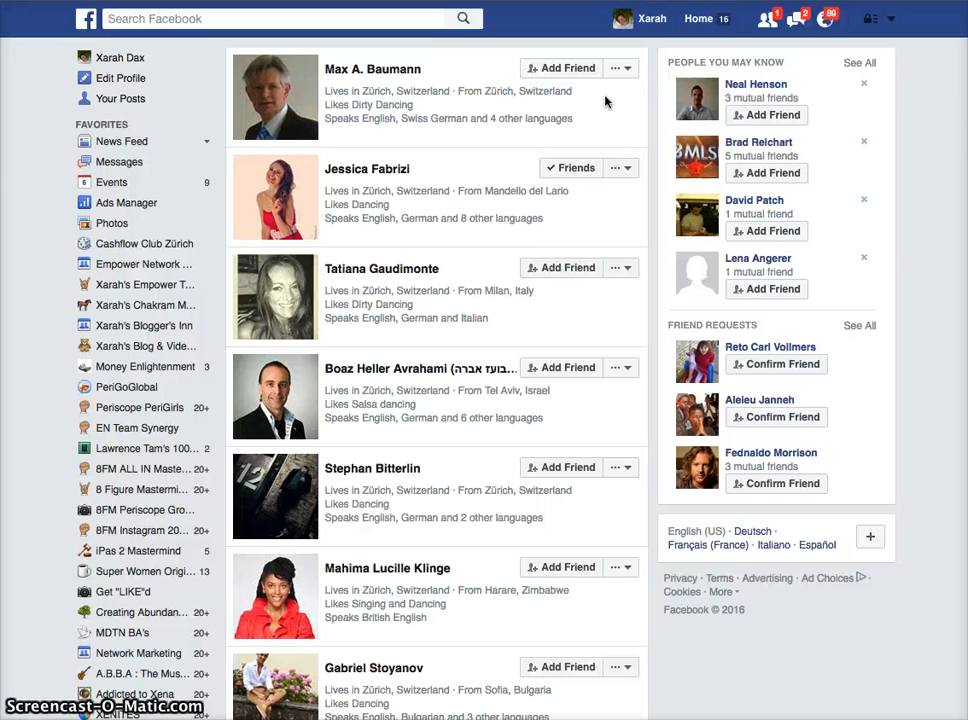 Search Facebook
Xarah
Home 16
1
2
89
Xarah Dax
Edit Profile
Your Posts
FAVORITES
News Feed
Messages
Events 9
Ads Manager
Photos
Cashflow Club Zürich
Empower Network ...
Xarah's Empower T...
Xarah's Chakram M...
Xarah's Blogger's Inn
Xarah's Blog & Vide...
Money Enlightenment 3
PeriGoGlobal
Periscope PeriGirls 20+
EN Team Synergy
Lawrence Tam's 100... 2
8FM ALL IN Maste... 20+
8 Figure Mastermi... 20+
8FM Periscope Gro...
8FM Instagram 20... 20+
iPas 2 Mastermind 5
Super Women Origi... 13
Get "LIKE"d
Creating Abundan... 20+
MDTN BA's 20+
Network Marketing 20+
A.B.B.A : The Mus... 20+
Addicted to Xena 20+
XENITES 20+
Max A. Baumann
Add Friend
Lives in Zürich, Switzerland · From Zürich, Switzerland
Likes Dirty Dancing
Speaks English, Swiss German and 4 other languages
Jessica Fabrizi
Friends
Lives in Zürich, Switzerland · From Mandello del Lario
Likes Dancing
Speaks English, German and 8 other languages
Tatiana Gaudimonte
Add Friend
Lives in Zürich, Switzerland · From Milan, Italy
Likes Dirty Dancing
Speaks English, German and Italian
Boaz Heller Avrahami (בועז אברה...
Add Friend
Lives in Zürich, Switzerland · From Tel Aviv, Israel
Likes Salsa dancing
Speaks English, German and 6 other languages
12
Stephan Bitterlin
Add Friend
Lives in Zürich, Switzerland · From Zürich, Switzerland
Likes Dancing
Speaks English, German and 2 other languages
Mahima Lucille Klinge
Add Friend
Lives in Zürich, Switzerland · From Harare, Zimbabwe
Likes Singing and Dancing
Speaks British English
Gabriel Stoyanov
Add Friend
Lives in Zürich, Switzerland · From Sofia, Bulgaria
Likes Dancing
Speaks English, Bulgarian and 3 other languages
PEOPLE YOU MAY KNOW See All
Neal Henson
3 mutual friends
Add Friend
MLS
Brad Reichart
5 mutual friends
Add Friend
David Patch
1 mutual friend
Add Friend
Lena Angerer
1 mutual friend
Add Friend
FRIEND REQUESTS See All
Reto Carl Vollmers
Confirm Friend
Aleieu Janneh
Confirm Friend
Fednaldo Morrison
3 mutual friends
Confirm Friend
English (US) · Deutsch ·
Français (France) · Italiano · Español
Privacy · Terms · Advertising · Ad Choices ·
Cookies · More
Facebook © 2016
Screencast-O-Matic.com